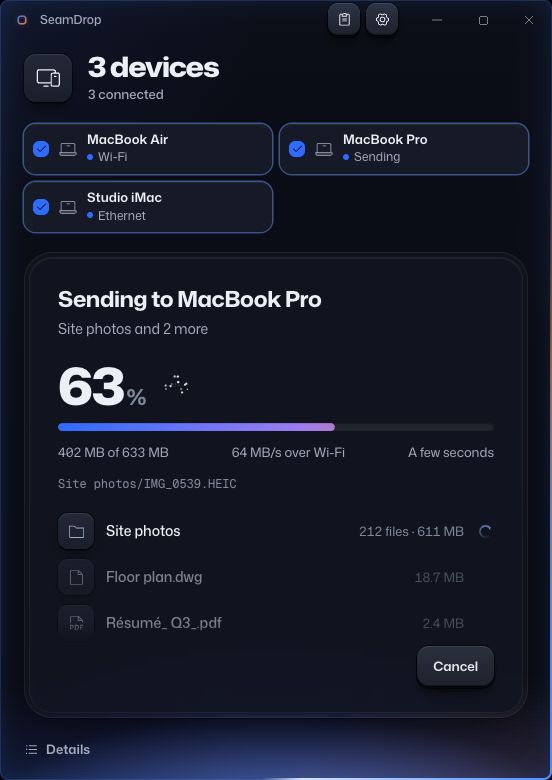 SeamDrop
3 devices
3 connected
MacBook Air
Wi-Fi
MacBook Pro
Sending
Studio iMac
Ethernet
Sending to MacBook Pro
Site photos and 2 more
63%
402 MB of 633 MB
64 MB/s over Wi-Fi
A few seconds
Site photos/IMG_0539.HEIC
Site photos
212 files · 611 MB
Floor plan.dwg
18.7 MB
PDF
Résumé_ Q3_.pdf
2.4 MB
Cancel
Details